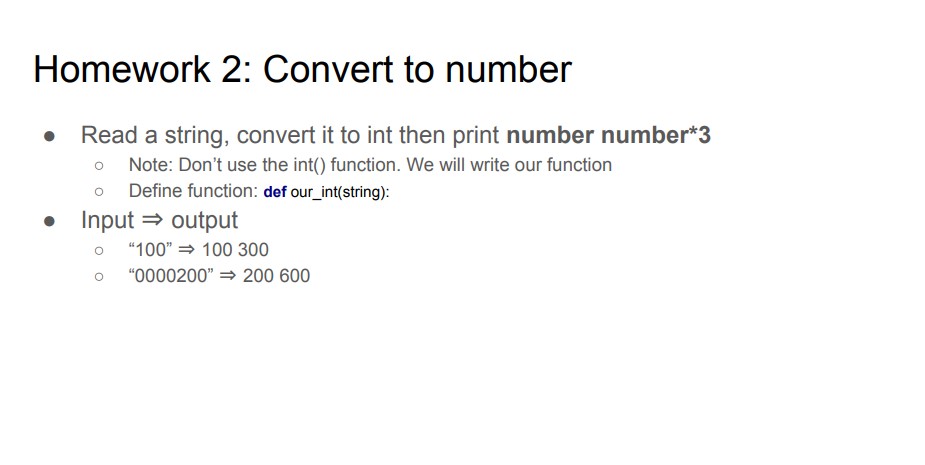 Homework 2: Convert to number
● Read a string, convert it to int then print number number*3
○ Note: Don’t use the int() function. We will write our function
○ Define function: def our_int(string):
● Input ⇒ output
○ “100” ⇒ 100 300
○ “0000200” ⇒ 200 600